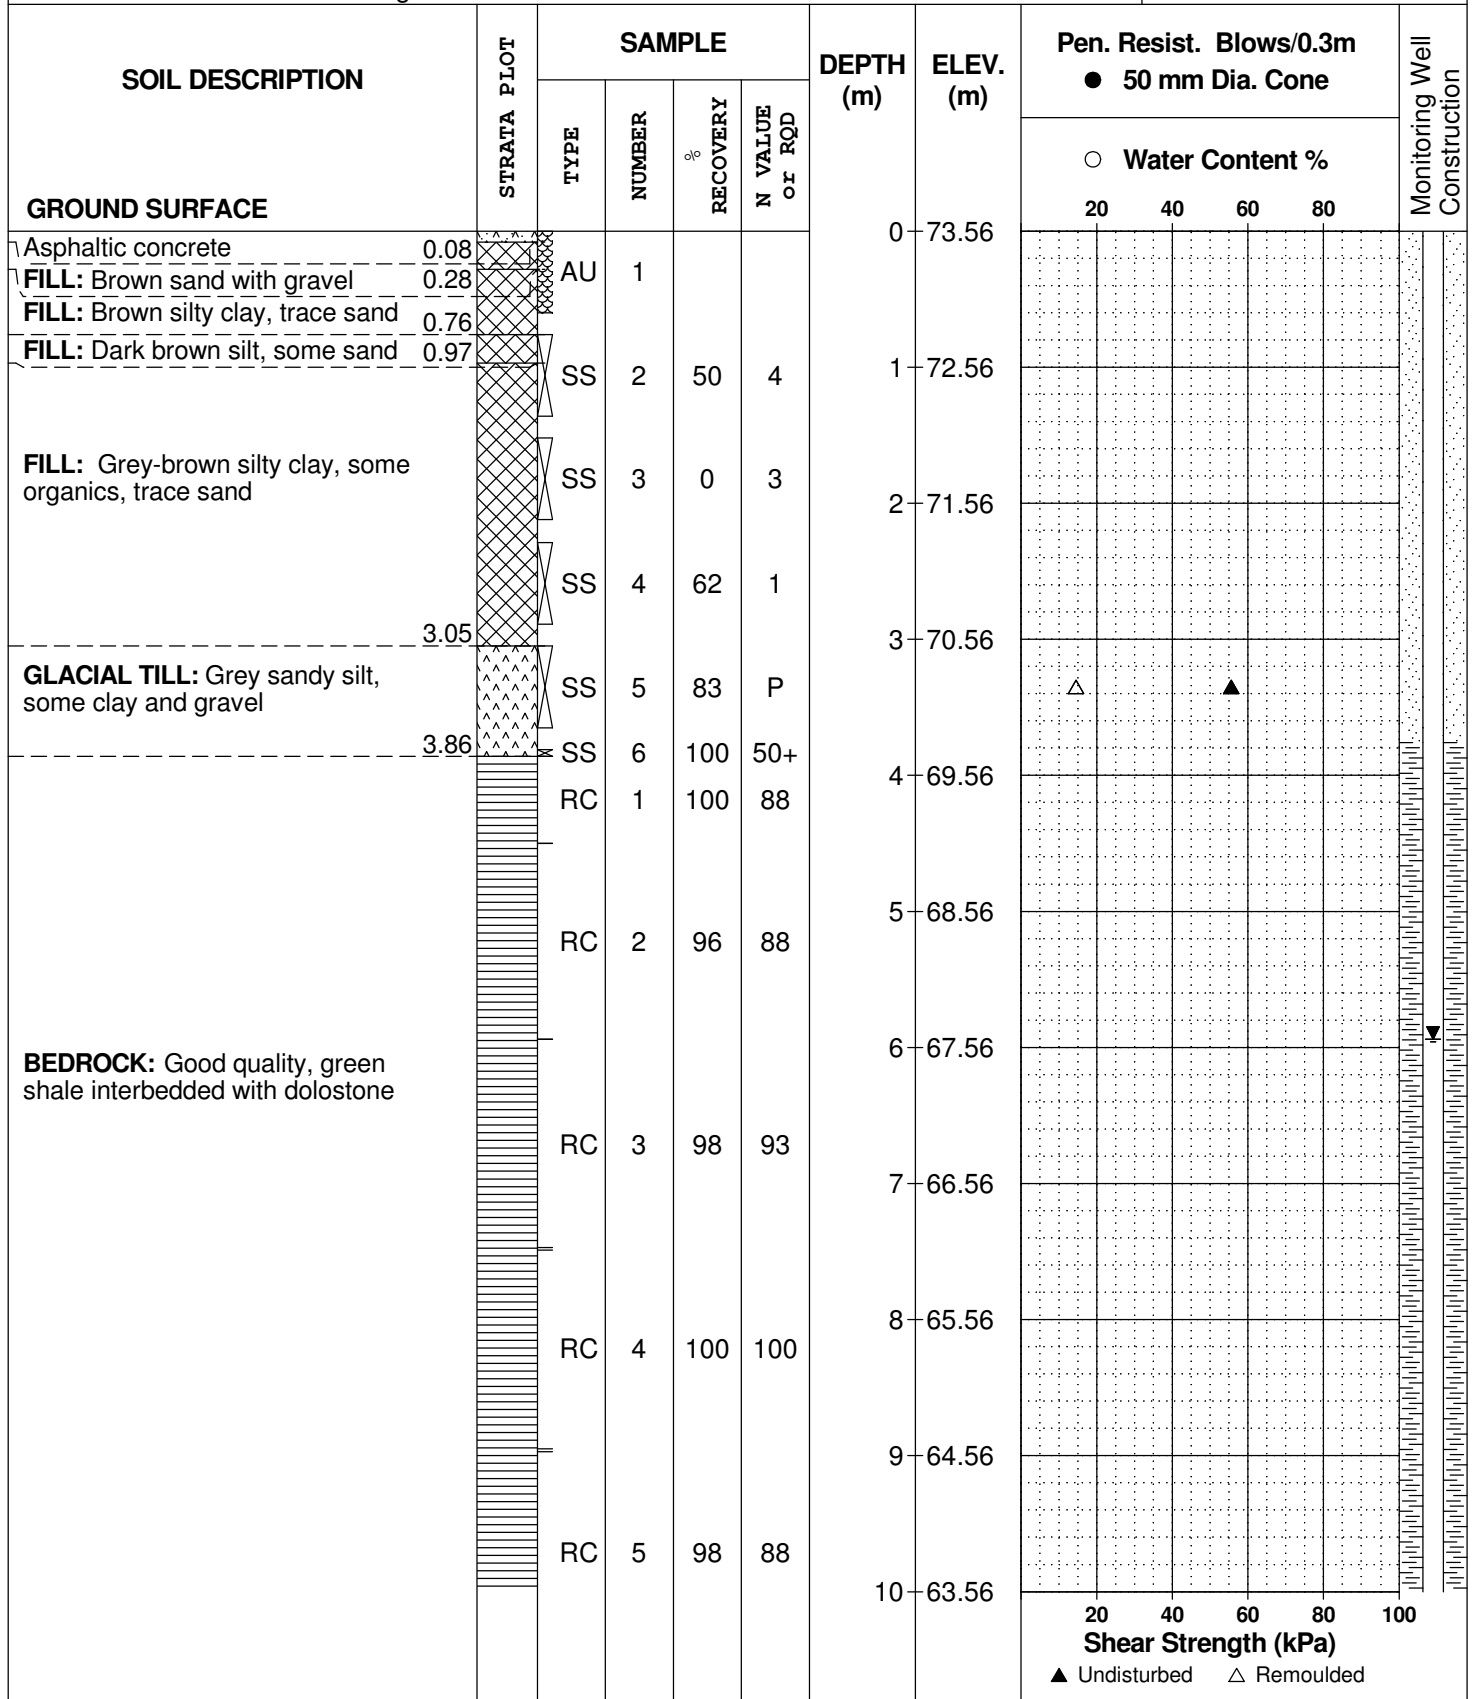 SOIL DESCRIPTION
GROUND SURFACE
STRATA PLOT
SAMPLE
TYPE
NUMBER
% RECOVERY
N VALUE or RQD
DEPTH (m)
ELEV. (m)
Pen. Resist. Blows/0.3m
● 50 mm Dia. Cone
○ Water Content %
20 40 60 80
Monitoring Well Construction
0 73.56
Asphaltic concrete 0.08
FILL: Brown sand with gravel 0.28
AU 1
FILL: Brown silty clay, trace sand 0.76
FILL: Dark brown silt, some sand 0.97
1 72.56
SS 2 50 4
FILL: Grey-brown silty clay, some
organics, trace sand
SS 3 0 3
2 71.56
SS 4 62 1
3.05
3 70.56
GLACIAL TILL: Grey sandy silt,
some clay and gravel
SS 5 83 P
3.86
SS 6 100 50+
4 69.56
RC 1 100 88
5 68.56
RC 2 96 88
6 67.56
BEDROCK: Good quality, green
shale interbedded with dolostone
RC 3 98 93
7 66.56
8 65.56
RC 4 100 100
9 64.56
RC 5 98 88
10 63.56
20 40 60 80 100
Shear Strength (kPa)
▲ Undisturbed △ Remoulded